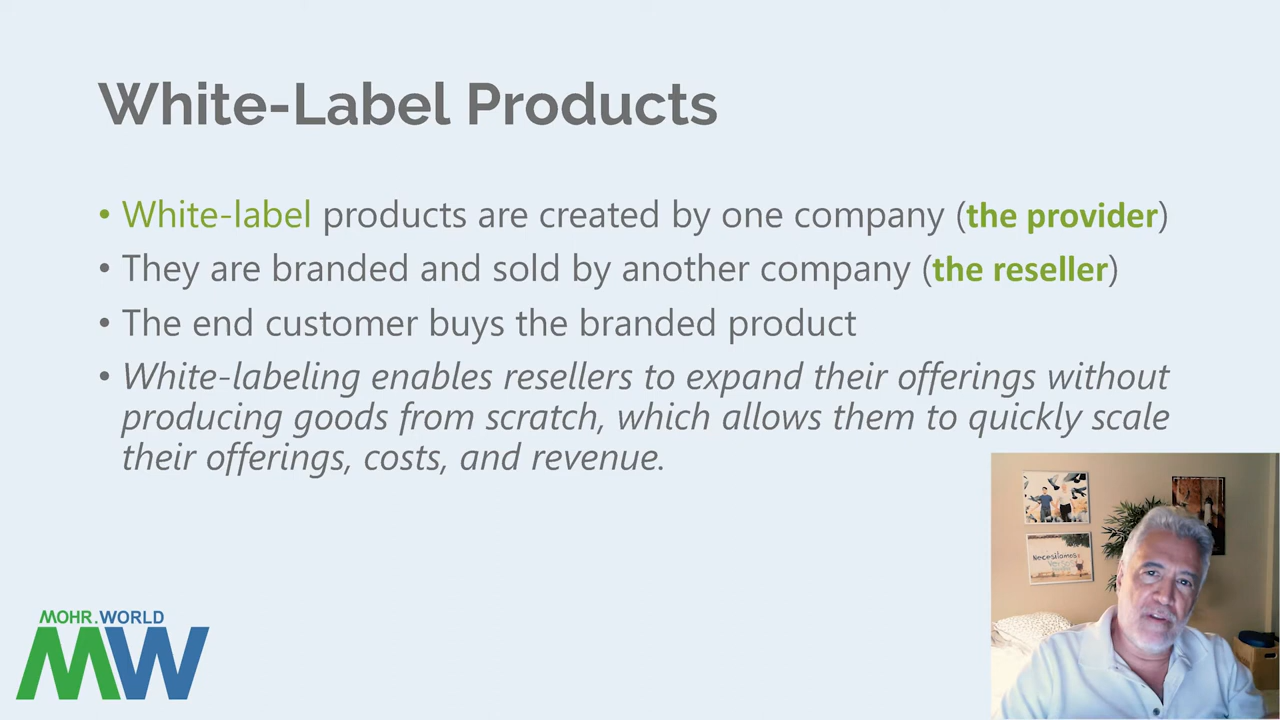 White-Label Products
• White-label products are created by one company (the provider)
• They are branded and sold by another company (the reseller)
• The end customer buys the branded product
• White-labeling enables resellers to expand their offerings without
producing goods from scratch, which allows them to quickly scale
their offerings, costs, and revenue.
Necesitamos:
MOHR.WORLD
MW